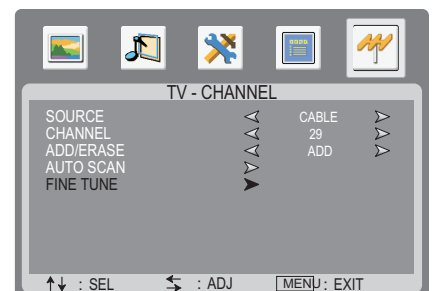 TV - CHANNEL
SOURCE CABLE
CHANNEL 29
ADD/ERASE ADD
AUTO SCAN
FINE TUNE
: SEL : ADJ MENU : EXIT